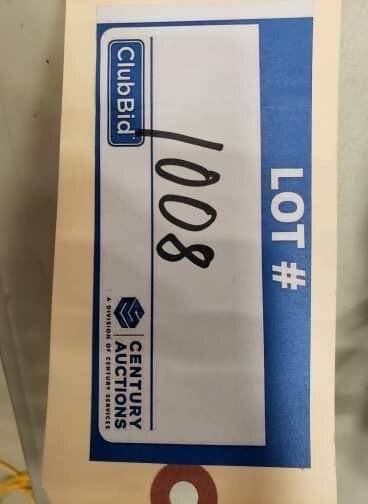 LOT #
1008
ClubBid
CENTURY
AUCTIONS
A DIVISION OF CENTURY SERVICES